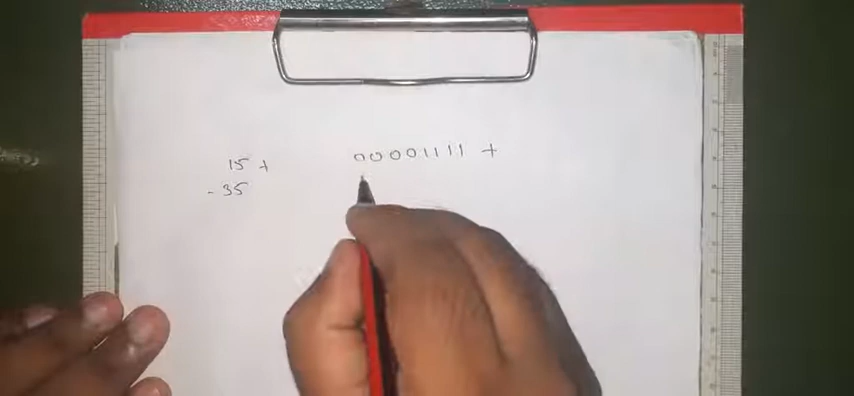 15 + 00001111 +
- 35